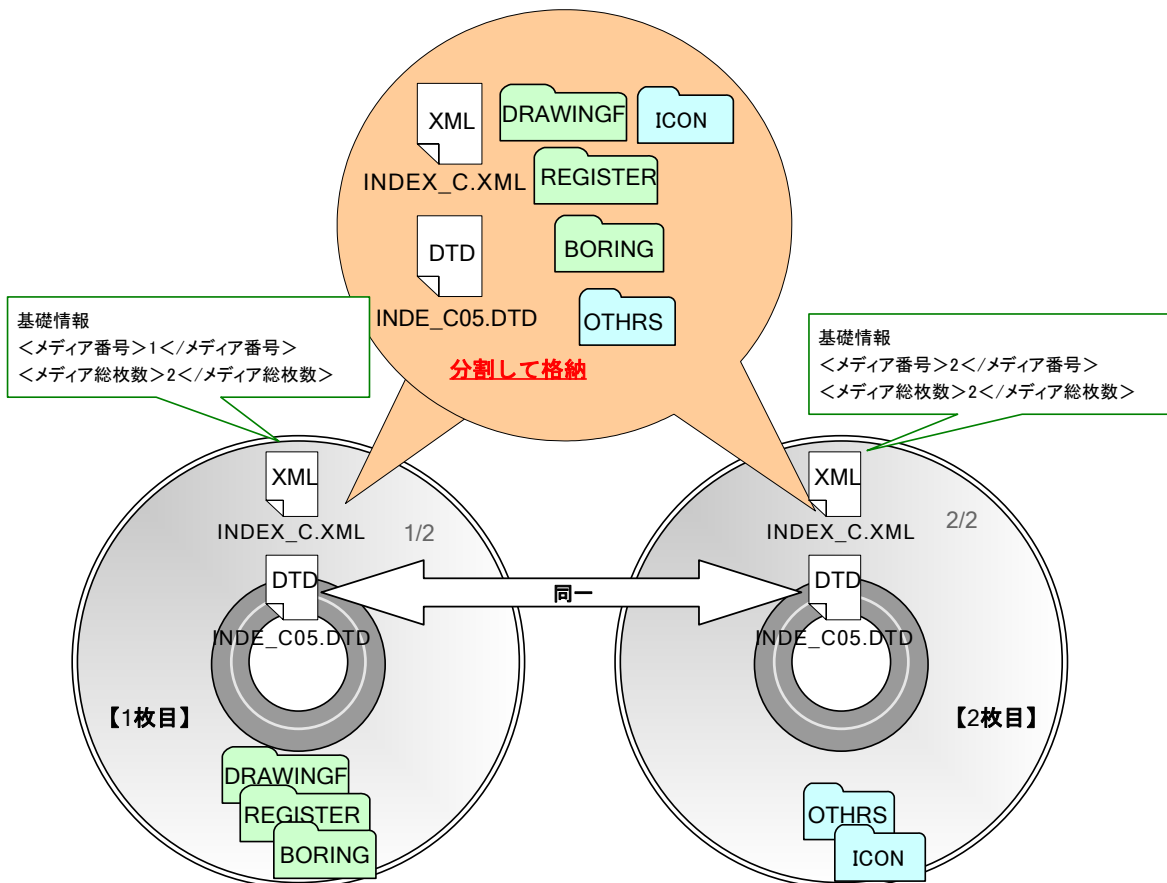 XML
DRAWINGF
ICON
INDEX_C.XML
REGISTER
DTD
BORING
INDE_C05.DTD
OTHRS
分割して格納
基礎情報
<メディア番号>1</メディア番号>
<メディア総枚数>2</メディア総枚数>
基礎情報
<メディア番号>2</メディア番号>
<メディア総枚数>2</メディア総枚数>
XML
INDEX_C.XML
1/2
DTD
INDE_C05.DTD
【1枚目】
DRAWINGF
REGISTER
BORING
同一
XML
INDEX_C.XML
2/2
DTD
INDE_C05.DTD
【2枚目】
OTHRS
ICON